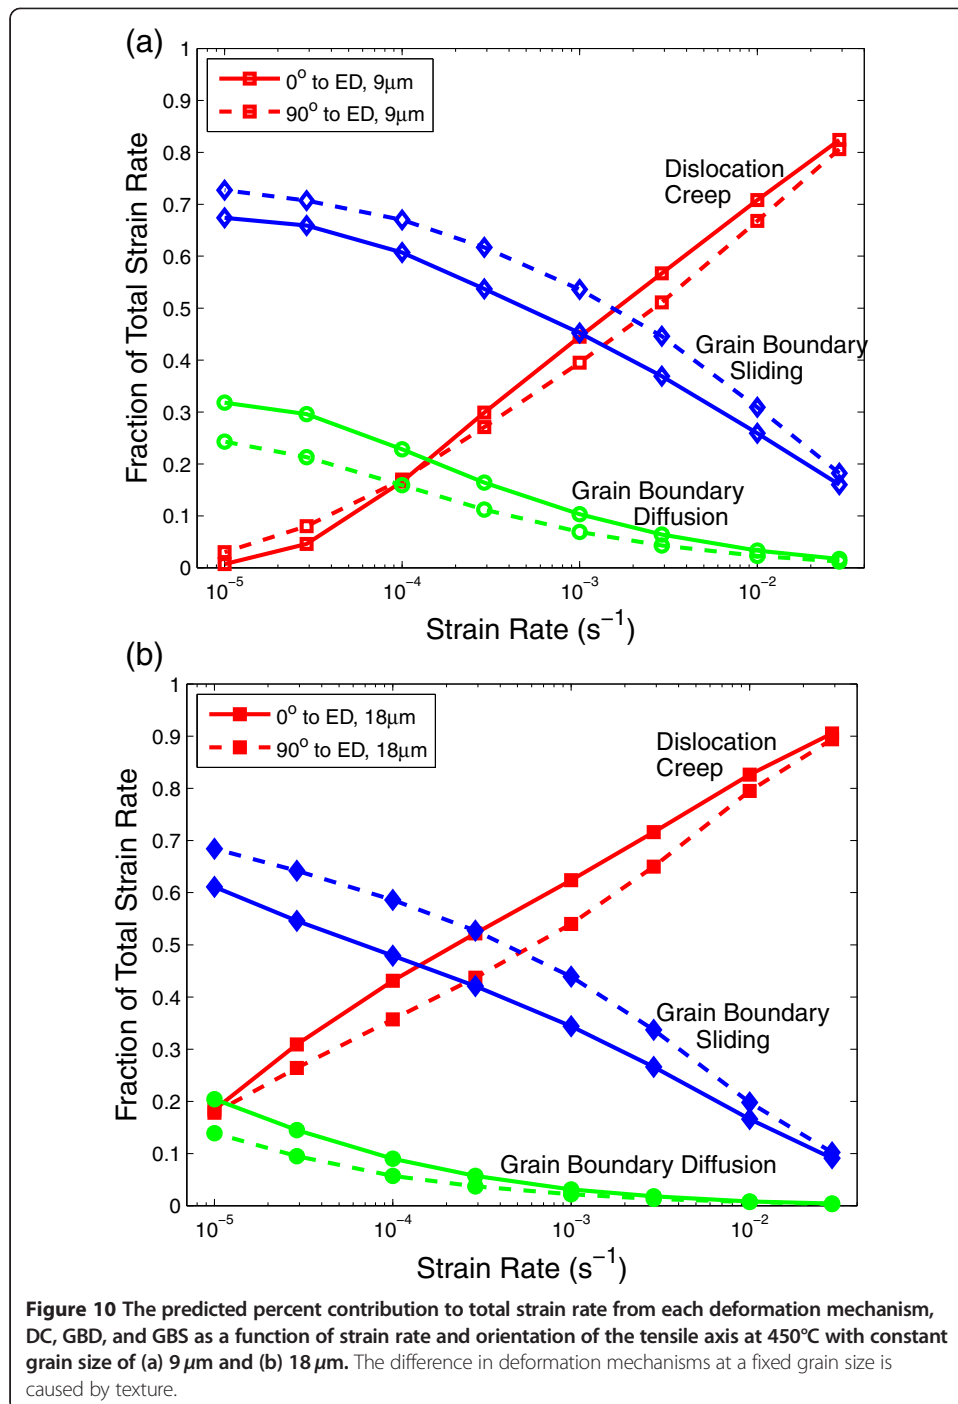 (a)
1
0.9
0.8
0.7
0.6
0.5
0.4
0.3
0.2
0.1
0
Fraction of Total Strain Rate
0° to ED, 9μm
90° to ED, 9μm
Dislocation
Creep
Grain Boundary
Sliding
Grain Boundary
Diffusion
10⁻⁵ 10⁻⁴ 10⁻³ 10⁻²
Strain Rate (s⁻¹)
(b)
1
0.9
0.8
0.7
0.6
0.5
0.4
0.3
0.2
0.1
0
Fraction of Total Strain Rate
0° to ED, 18μm
90° to ED, 18μm
Dislocation
Creep
Grain Boundary
Sliding
Grain Boundary Diffusion
10⁻⁵ 10⁻⁴ 10⁻³ 10⁻²
Strain Rate (s⁻¹)
Figure 10 The predicted percent contribution to total strain rate from each deformation mechanism,
DC, GBD, and GBS as a function of strain rate and orientation of the tensile axis at 450°C with constant
grain size of (a) 9 μm and (b) 18 μm. The difference in deformation mechanisms at a fixed grain size is
caused by texture.